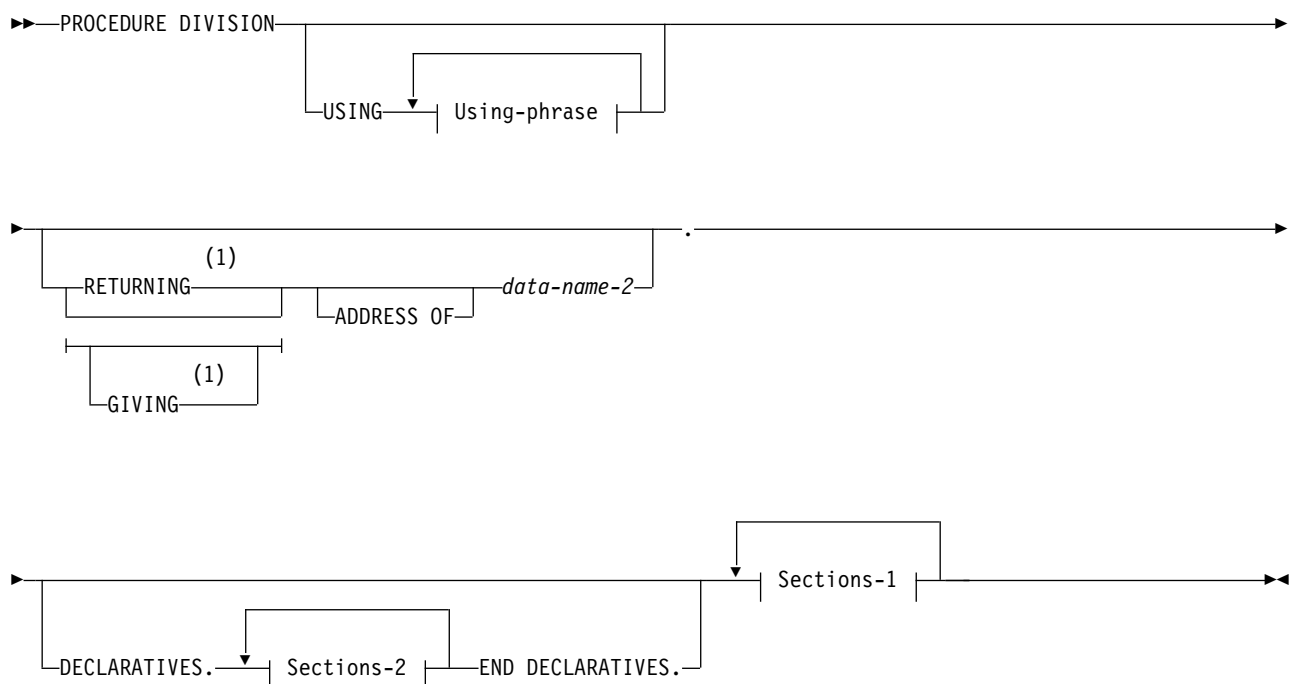 PROCEDURE DIVISION
USING Using-phrase
(1)
RETURNING data-name-2 .
ADDRESS OF
(1)
GIVING
Sections-1
DECLARATIVES. Sections-2 END DECLARATIVES.